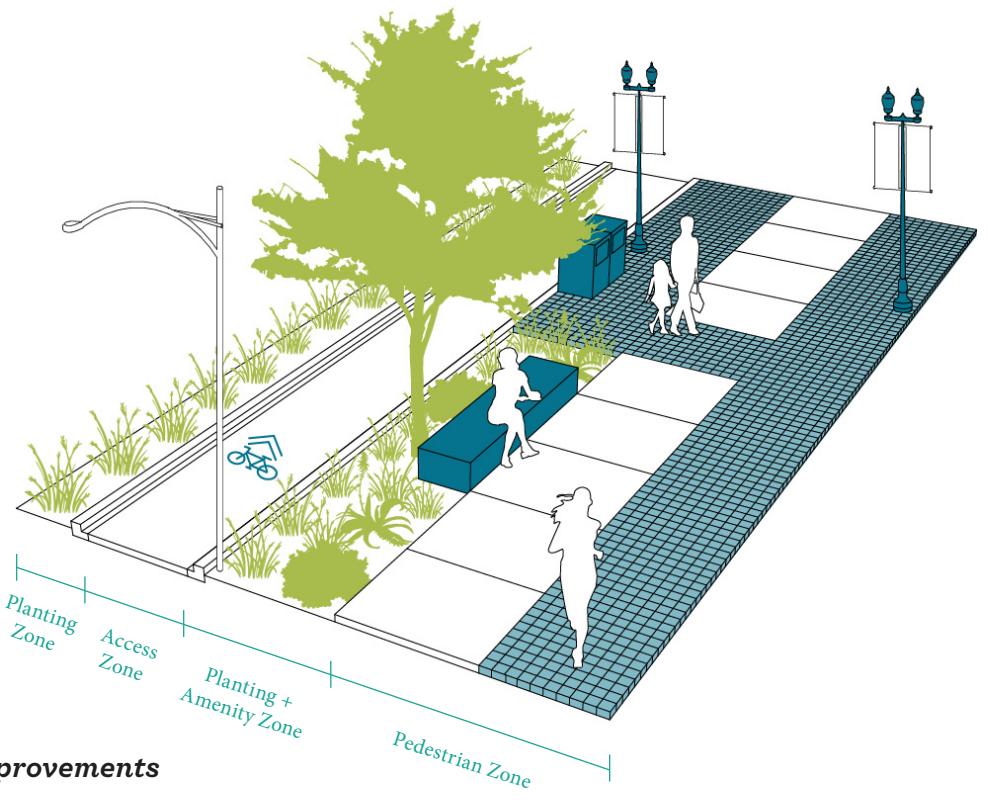 Planting
Zone
Access
Zone
Planting +
Amenity Zone
Pedestrian Zone
provements